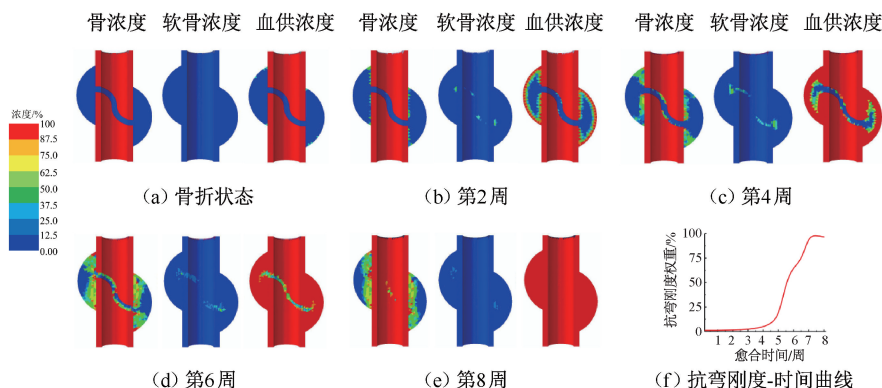 骨浓度 软骨浓度 血供浓度 骨浓度 软骨浓度 血供浓度 骨浓度 软骨浓度 血供浓度
浓度/%
100
87.5
75.0
62.5
50.0
37.5
25.0
12.5
0.00
(a) 骨折状态
(b) 第2周
(c) 第4周
抗弯刚度权重/%
100
75
50
25
0
1 2 3 4 5 6 7 8
愈合时间/周
(d) 第6周
(e) 第8周
(f) 抗弯刚度-时间曲线